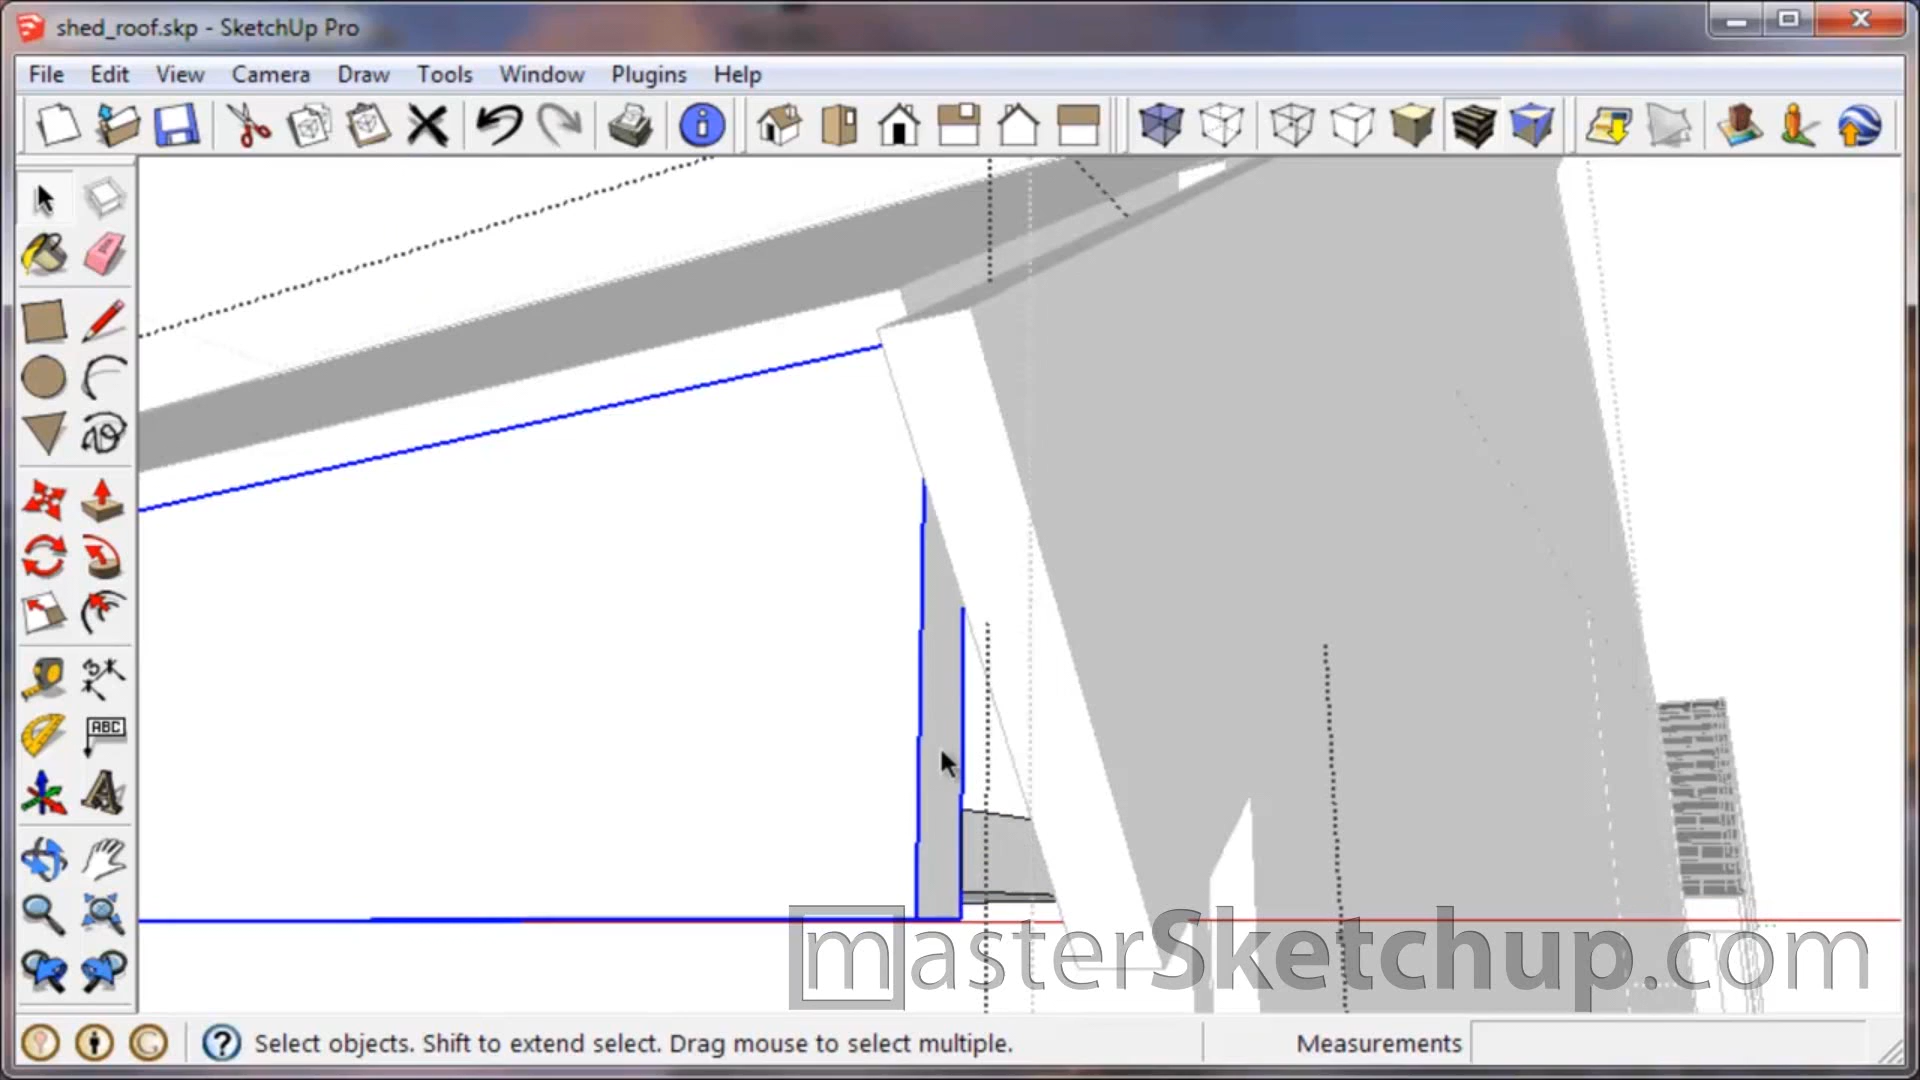 shed_roof.skp - SketchUp Pro
File Edit View Camera Draw Tools Window Plugins Help
ABC
masterSketchup.com
Select objects. Shift to extend select. Drag mouse to select multiple.
Measurements